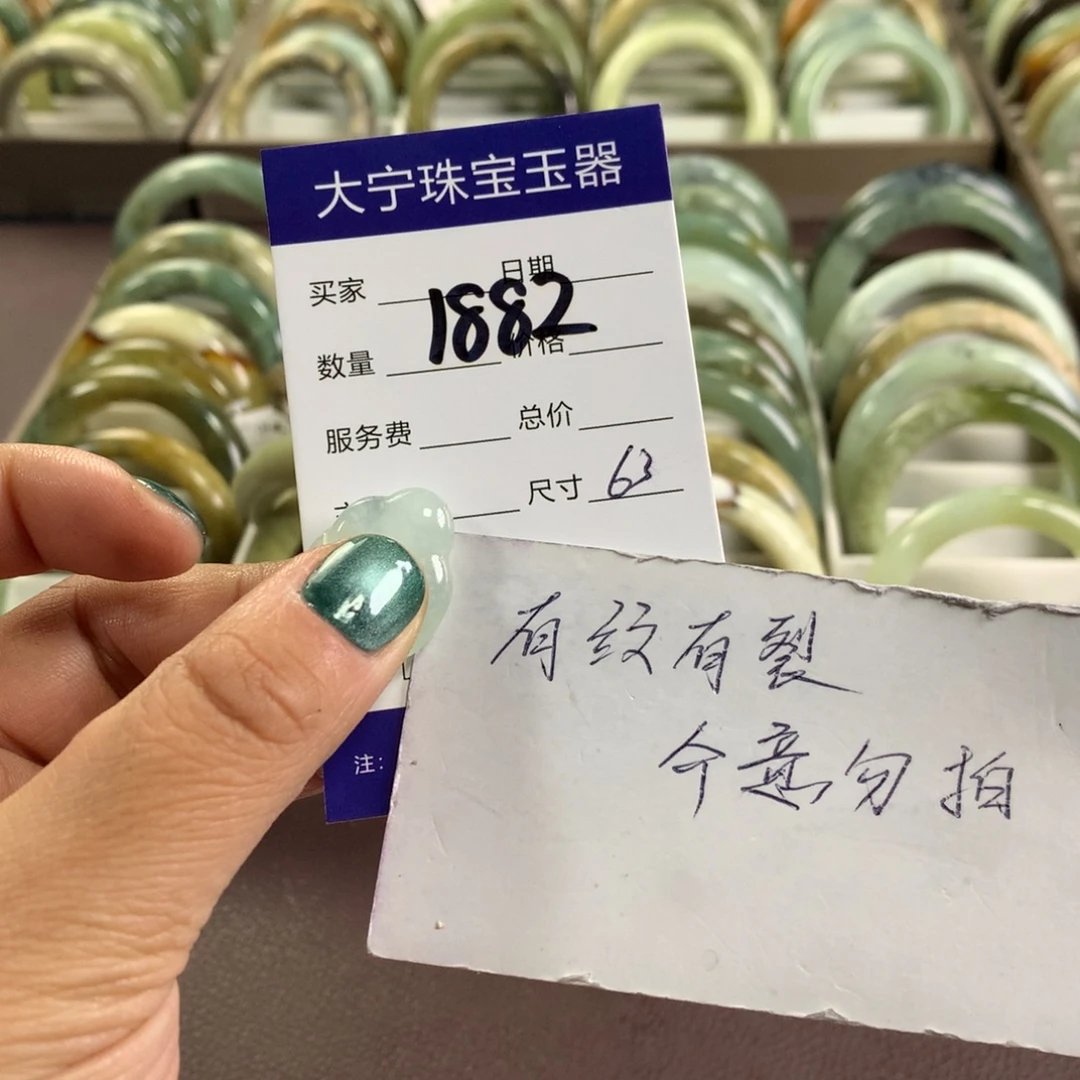 大宁珠宝玉器
买家 日期
1882
数量 价格
服务费 总价
尺寸 63
注:
有纹有裂
介意勿拍